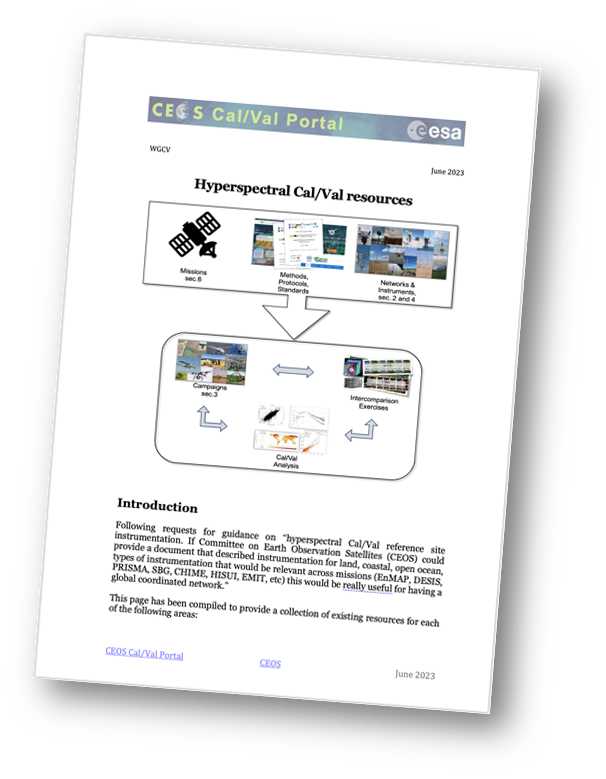 CEOS Cal/Val Portal
esa
WGCV
June 2023
Hyperspectral Cal/Val resources
Missions
sec.6
Methods,
Protocols,
Standards
Networks &
Instruments,
sec. 2 and 4
Campaigns
sec.3
Intercomparison
Exercises
Cal/Val
Analysis
Introduction
Following requests for guidance on “hyperspectral Cal/Val reference site
instrumentation. If Committee on Earth Observation Satellites (CEOS) could
provide a document that described instrumentation for land, coastal, open ocean,
types of instrumentation that would be relevant across missions (EnMAP, DESIS,
PRISMA, SBG, CHIME, HISUI, EMIT, etc) this would be really useful for having a
global coordinated network.”
This page has been compiled to provide a collection of existing resources for each
of the following areas:
CEOS Cal/Val Portal
CEOS
June 2023